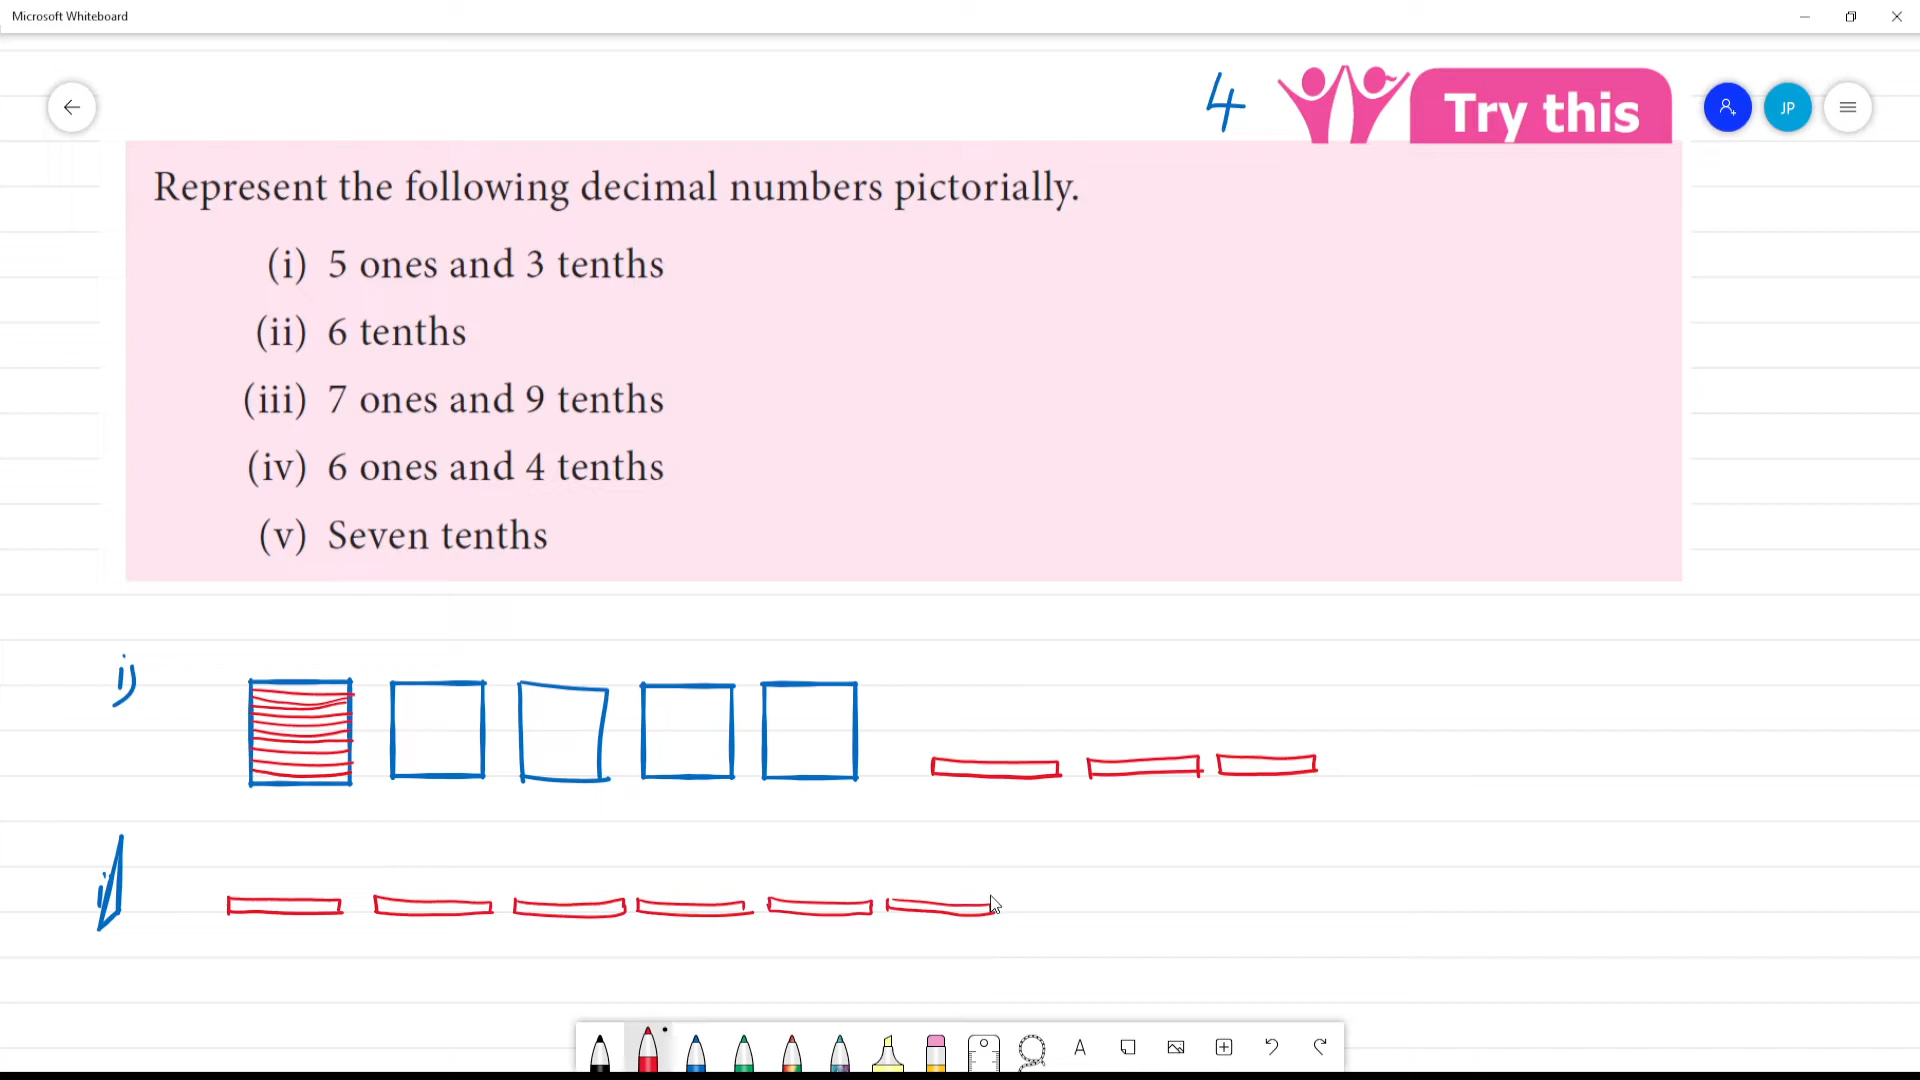 Microsoft Whiteboard
4
Try this
JP
Represent the following decimal numbers pictorially.
(i) 5 ones and 3 tenths
(ii) 6 tenths
(iii) 7 ones and 9 tenths
(iv) 6 ones and 4 tenths
(v) Seven tenths
i)
A